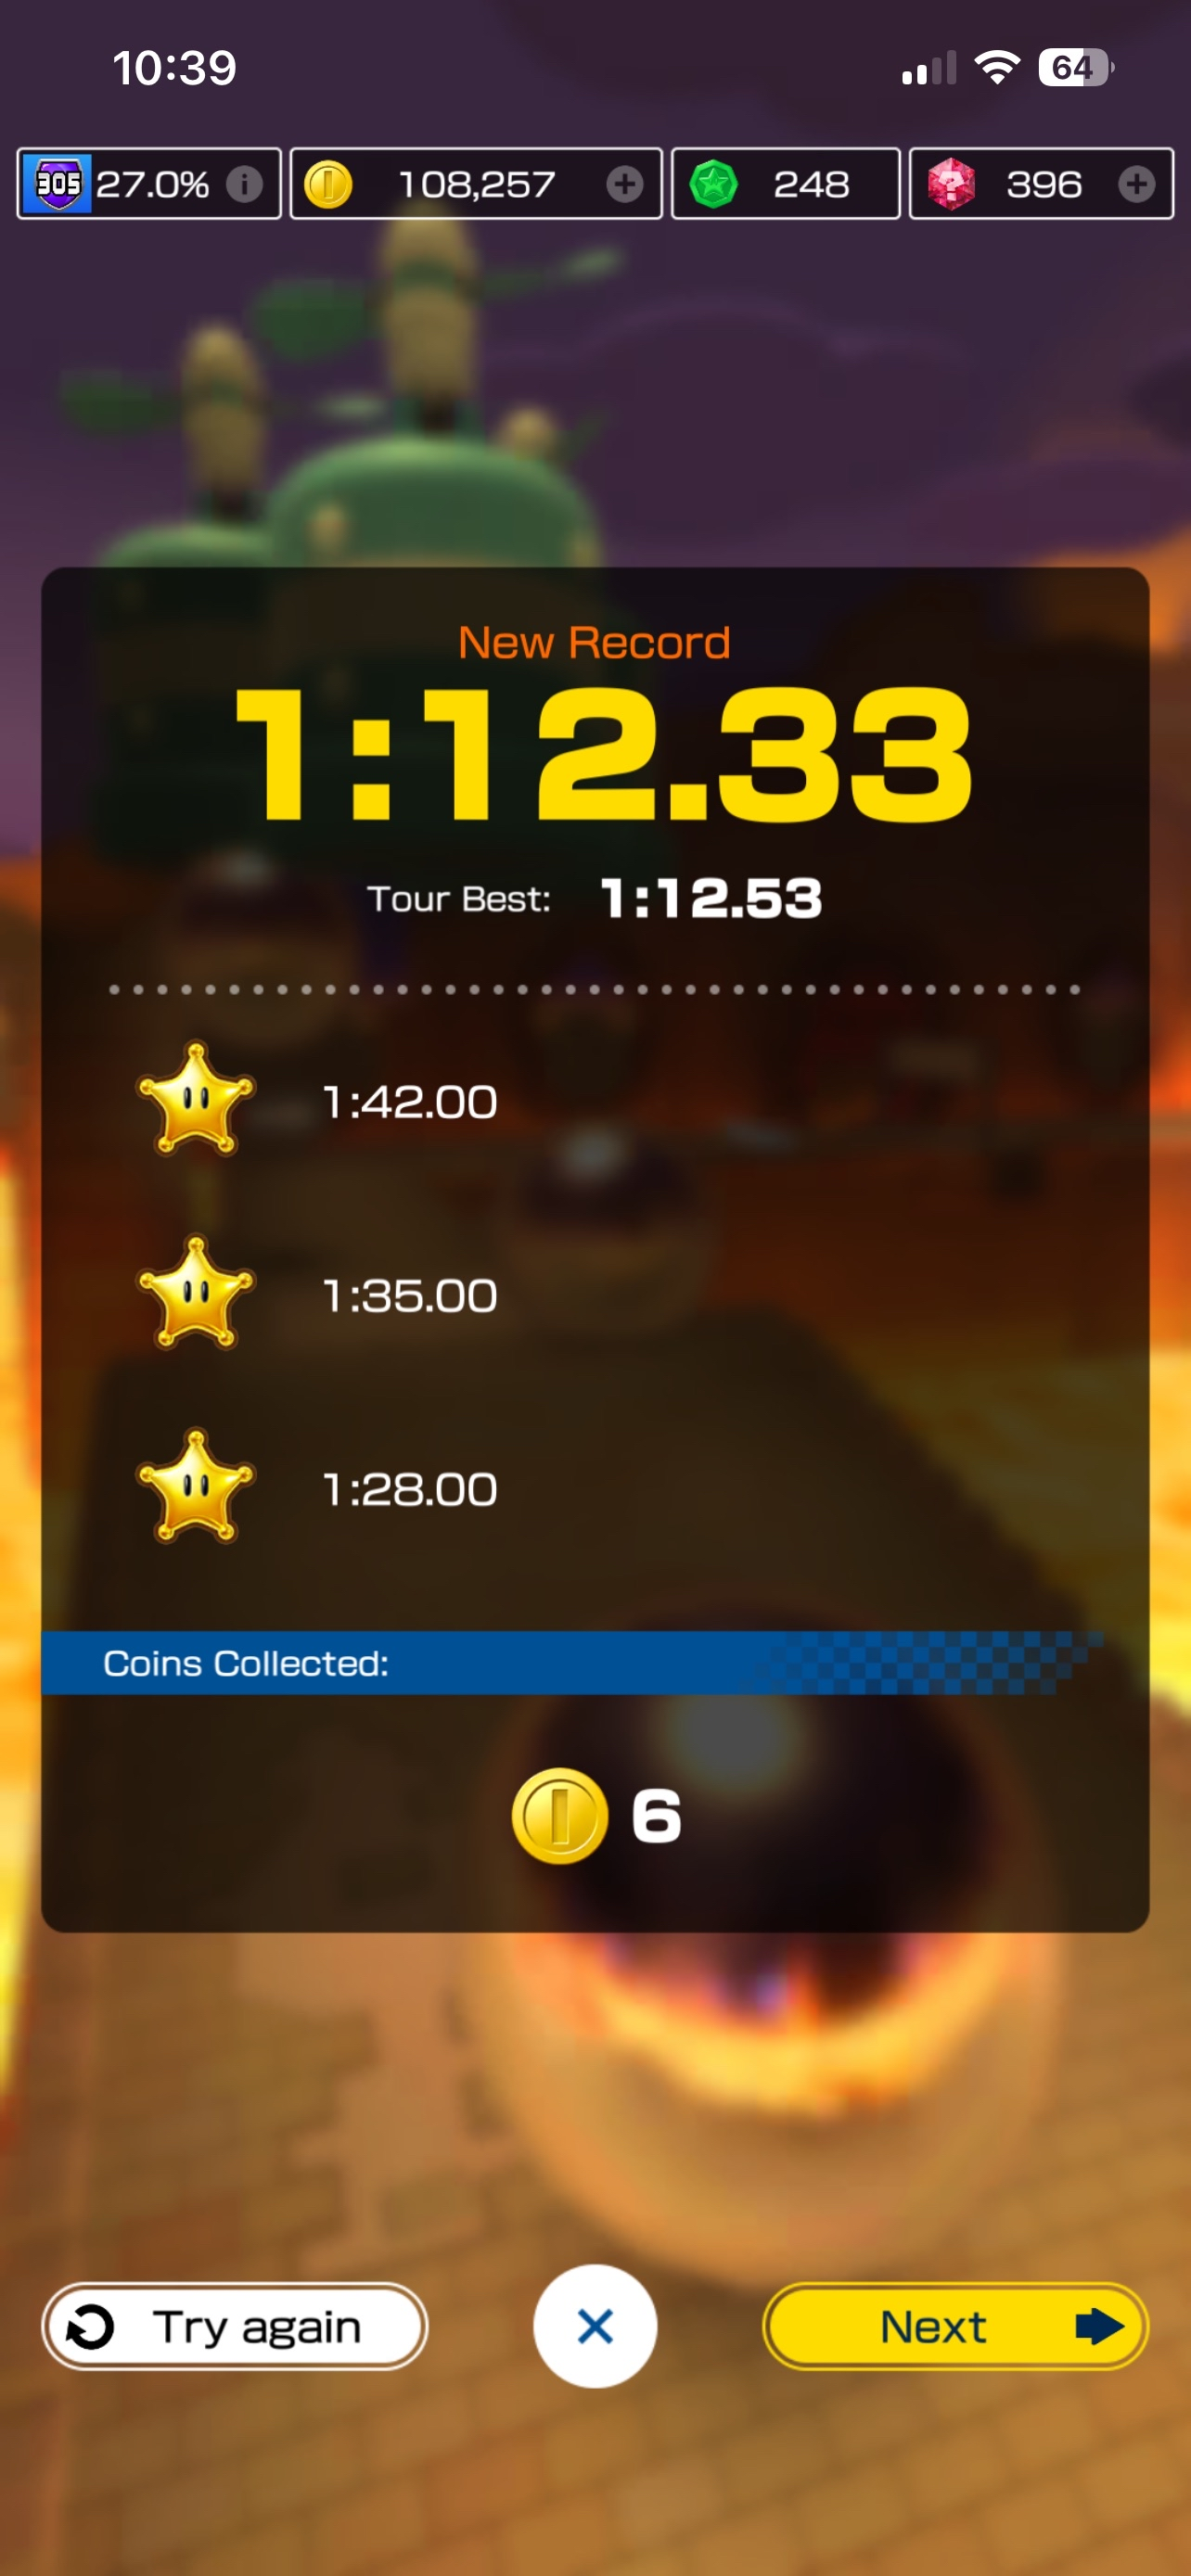 10:39
64
305 27.0% i 108,257 + 248 ? 396 +
New Record
1:12.33
Tour Best: 1:12.53
1:42.00
1:35.00
1:28.00
Coins Collected:
6
Try again × Next